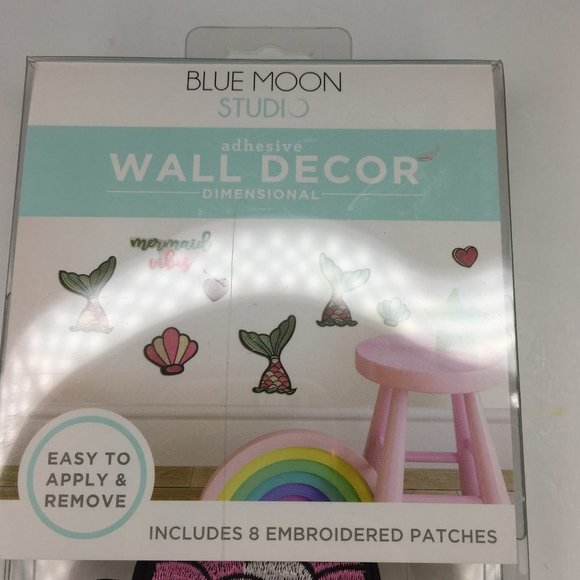 BLUE MOON
STUDIO
adhesive
WALL DECOR
DIMENSIONAL
mermaid
vibes
EASY TO
APPLY &
REMOVE
INCLUDES 8 EMBROIDERED PATCHES